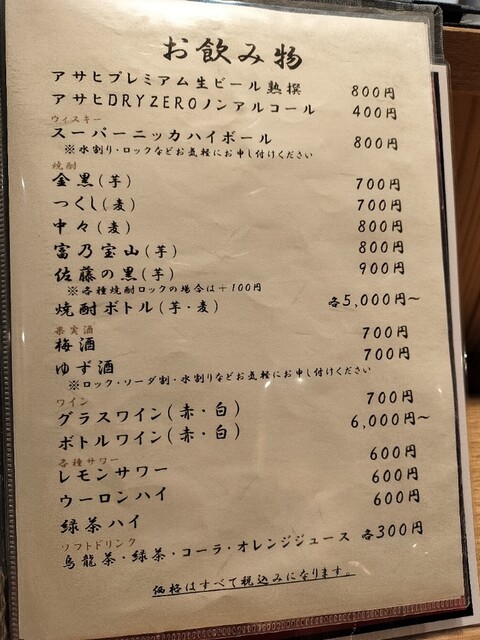 お飲み物
アサヒプレミアム生ビール熟撰 800円
アサヒDRYZEROノンアルコール 400円
ウィスキー
スーパーニッカハイボール 800円
※水割り・ロックなどお気軽にお申し付けください
焼酎
金黒(芋) 700円
つくし(麦) 700円
中々(麦) 800円
富乃宝山(芋) 800円
佐藤の黒(芋) 900円
※各種焼酎ロックの場合は+100円
焼酎ボトル(芋・麦) 各5,000円~
果実酒
梅酒 700円
ゆず酒 700円
※ロック・ソーダ割・水割りなどお気軽にお申し付けください
ワイン
グラスワイン(赤・白) 700円
ボトルワイン(赤・白) 6,000円~
各種サワー
レモンサワー 600円
ウーロンハイ 600円
緑茶ハイ 600円
ソフトドリンク
烏龍茶・緑茶・コーラ・オレンジジュース 各300円
価格はすべて税込みになります。